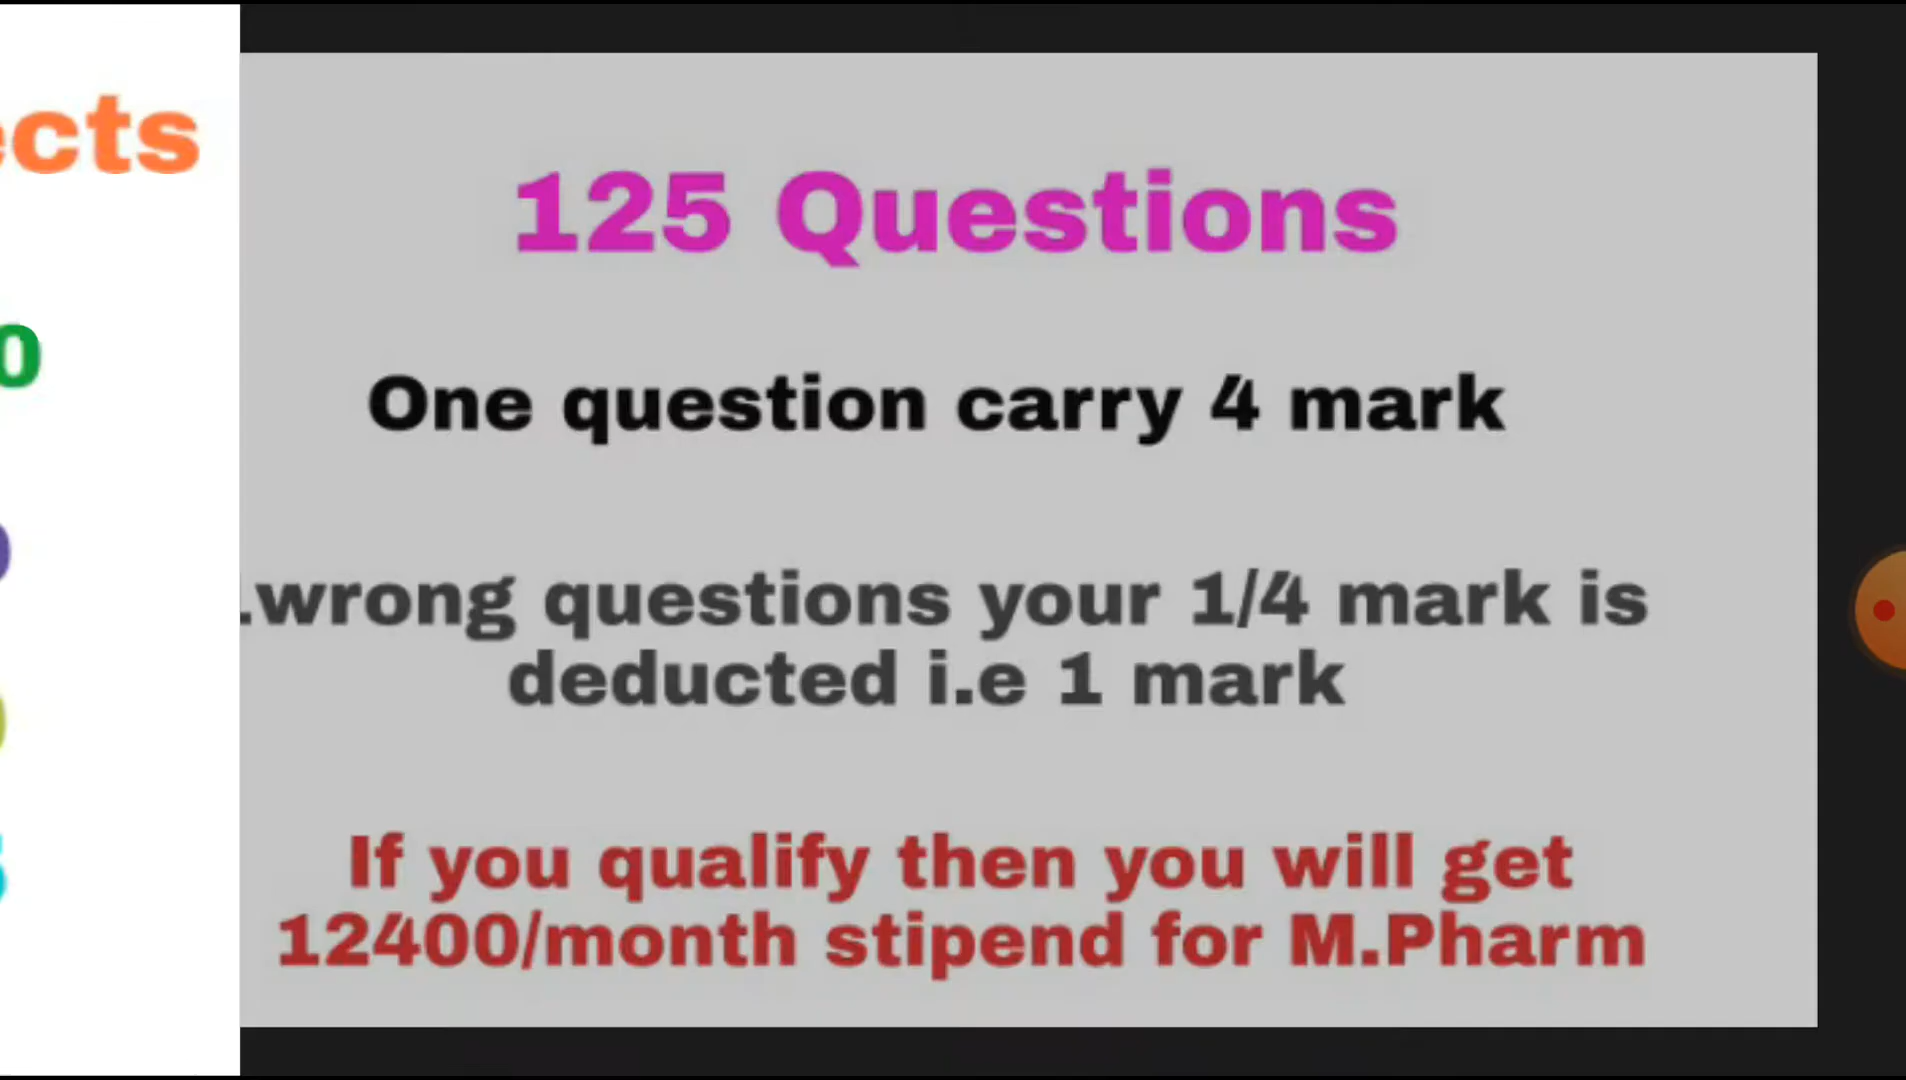 125 Questions
One question carry 4 mark
.wrong questions your 1/4 mark is
deducted i.e 1 mark
If you qualify then you will get
12400/month stipend for M.Pharm